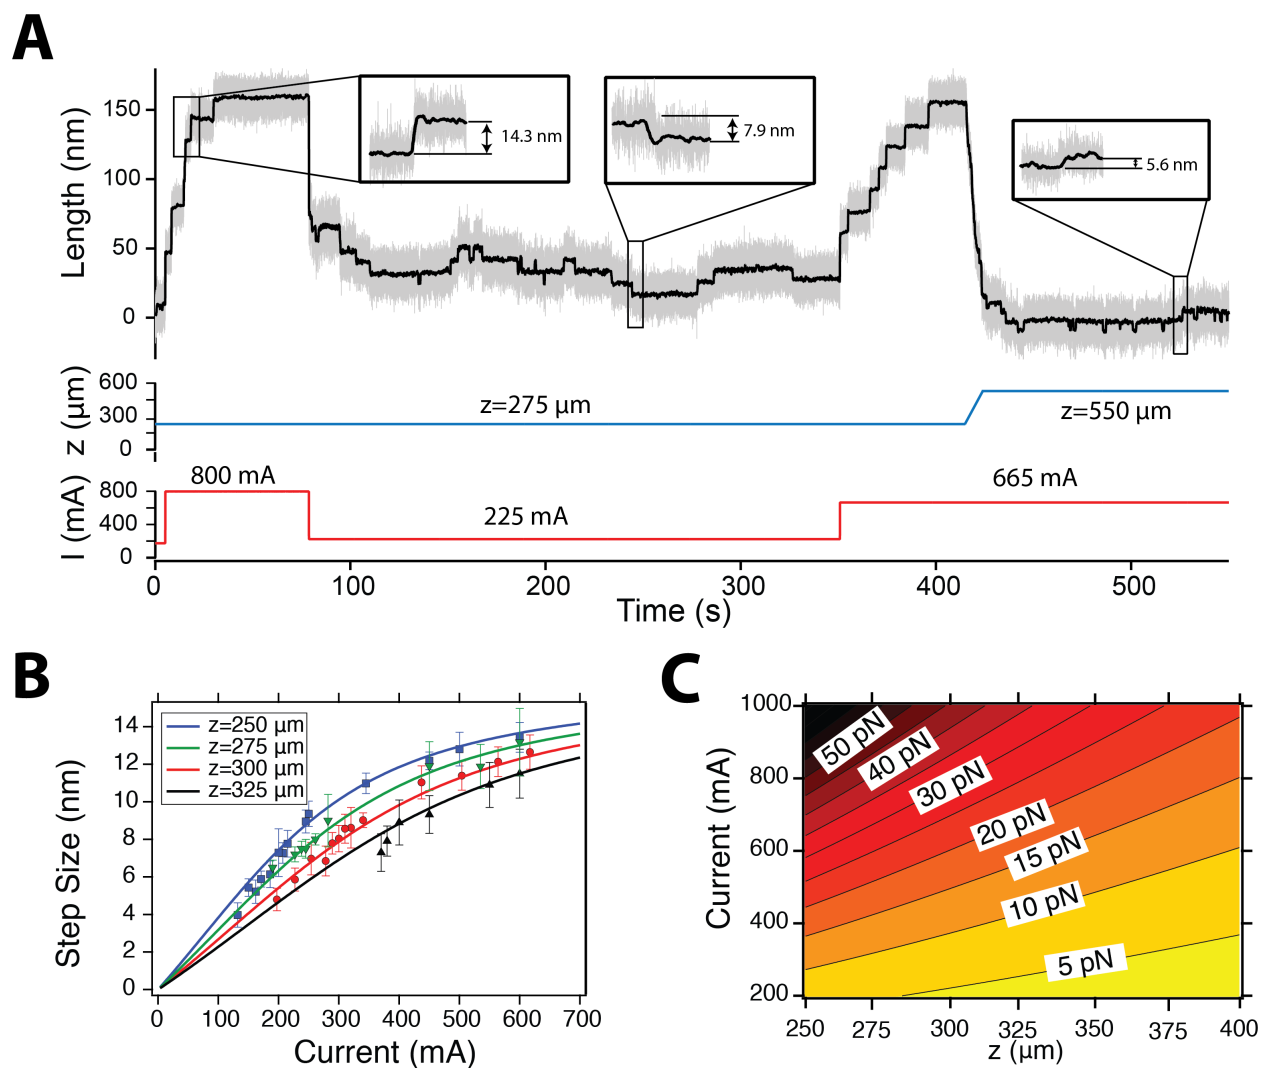 A
Length (nm)
150
100
50
0
14.3 nm
7.9 nm
5.6 nm
z (µm)
600
300
0
z=275 µm
z=550 µm
I (mA)
800
400
0
800 mA
225 mA
665 mA
0 100 200 300 400 500
Time (s)
B
Step Size (nm)
14
12
10
8
6
4
2
0
z=250 µm
z=275 µm
z=300 µm
z=325 µm
0 100 200 300 400 500 600 700
Current (mA)
C
Current (mA)
1000
800
600
400
200
50 pN
40 pN
30 pN
20 pN
15 pN
10 pN
5 pN
250 275 300 325 350 375 400
z (µm)